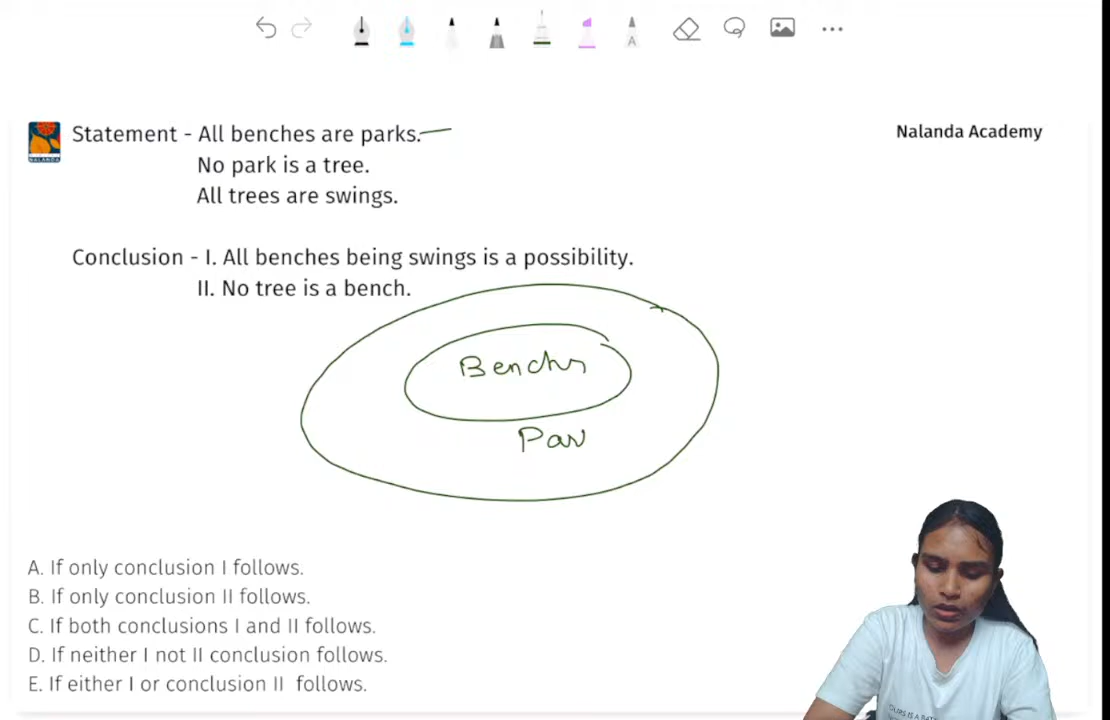 A
Statement - All benches are parks.
Nalanda Academy
NALANDA
No park is a tree.
All trees are swings.
Conclusion - I. All benches being swings is a possibility.
II. No tree is a bench.
Benchs
Par
A. If only conclusion I follows.
B. If only conclusion II follows.
C. If both conclusions I and II follows.
D. If neither I not II conclusion follows.
E. If either I or conclusion II follows.